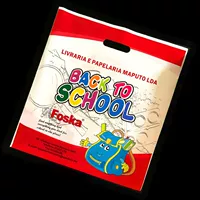 LIVRARIA E PAPELARIA MAPUTO LDA
BACK TO
SCHOOL
Foska